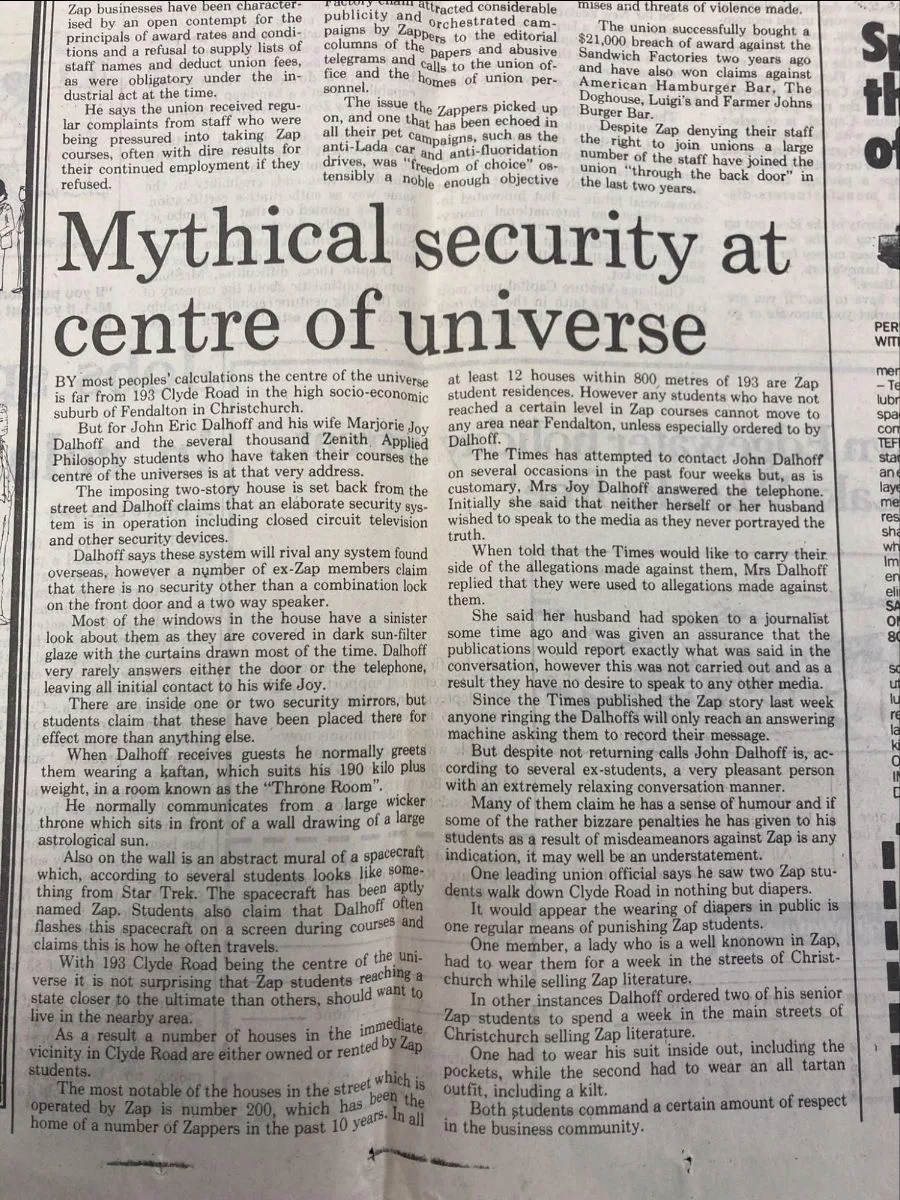 Zap businesses have been character-
ised by an open contempt for the
principals of award rates and condi-
tions and a refusal to supply lists of
staff names and deduct union fees,
as were obligatory under the in-
dustrial act at the time.
He says the union received regu-
lar complaints from staff who were
being pressured into taking Zap
courses, often with dire results for
their continued employment if they
refused.
Factory chain attracted considerable
publicity and orchestrated cam-
paigns by Zappers to the editorial
columns of the papers and abusive
telegrams and calls to the union of-
fice and the homes of union per-
sonnel.
The issue the Zappers picked up
on, and one that has been echoed in
all their pet campaigns, such as the
anti-Lada car and anti-fluoridation
drives, was "freedom of choice" os-
tensibly a noble enough objective
mises and threats of violence made.
The union successfully bought a
$21,000 breach of award against the
Sandwich Factories two years ago
and have also won claims against
American Hamburger Bar, The
Doghouse, Luigi's and Farmer Johns
Burger Bar.
Despite Zap denying their staff
the right to join unions a large
number of the staff have joined the
union "through the back door" in
the last two years.
Mythical security at
centre of universe
BY most peoples' calculations the centre of the universe
is far from 193 Clyde Road in the high socio-economic
suburb of Fendalton in Christchurch.
But for John Eric Dalhoff and his wife Marjorie Joy
Dalhoff and the several thousand Zenith Applied
Philosophy students who have taken their courses the
centre of the universes is at that very address.
The imposing two-story house is set back from the
street and Dalhoff claims that an elaborate security sys-
tem is in operation including closed circuit television
and other security devices.
Dalhoff says these system will rival any system found
overseas, however a number of ex-Zap members claim
that there is no security other than a combination lock
on the front door and a two way speaker.
Most of the windows in the house have a sinister
look about them as they are covered in dark sun-filter
glaze with the curtains drawn most of the time. Dalhoff
very rarely answers either the door or the telephone,
leaving all initial contact to his wife Joy.
There are inside one or two security mirrors, but
students claim that these have been placed there for
effect more than anything else.
When Dalhoff receives guests he normally greets
them wearing a kaftan, which suits his 190 kilo plus
weight, in a room known as the "Throne Room".
He normally communicates from a large wicker
throne which sits in front of a wall drawing of a large
astrological sun.
Also on the wall is an abstract mural of a spacecraft
which, according to several students looks like some-
thing from Star Trek. The spacecraft has been aptly
named Zap. Students also claim that Dalhoff often
flashes this spacecraft on a screen during courses and
claims this is how he often travels.
With 193 Clyde Road being the centre of the uni-
verse it is not surprising that Zap students reaching a
state closer to the ultimate than others, should want to
live in the nearby area.
As a result a number of houses in the immediate
vicinity in Clyde Road are either owned or rented by Zap
students.
The most notable of the houses in the street which is
operated by Zap is number 200, which has been the
home of a number of Zappers in the past 10 years. In all
at least 12 houses within 800 metres of 193 are Zap
student residences. However any students who have not
reached a certain level in Zap courses cannot move to
any area near Fendalton, unless especially ordered to by
Dalhoff.
The Times has attempted to contact John Dalhoff
on several occasions in the past four weeks but, as is
customary, Mrs Joy Dalhoff answered the telephone.
Initially she said that neither herself or her husband
wished to speak to the media as they never portrayed the
truth.
When told that the Times would like to carry their
side of the allegations made against them, Mrs Dalhoff
replied that they were used to allegations made against
them.
She said her husband had spoken to a journalist
some time ago and was given an assurance that the
publications would report exactly what was said in the
conversation, however this was not carried out and as a
result they have no desire to speak to any other media.
Since the Times published the Zap story last week
anyone ringing the Dalhoffs will only reach an answering
machine asking them to record their message.
But despite not returning calls John Dalhoff is, ac-
cording to several ex-students, a very pleasant person
with an extremely relaxing conversation manner.
Many of them claim he has a sense of humour and if
some of the rather bizzare penalties he has given to his
students as a result of misdemeanors against Zap is any
indication, it may well be an understatement.
One leading union official says he saw two Zap stu-
dents walk down Clyde Road in nothing but diapers.
It would appear the wearing of diapers in public is
one regular means of punishing Zap students.
One member, a lady who is a well knonown in Zap,
had to wear them for a week in the streets of Christ-
church while selling Zap literature.
In other instances Dalhoff ordered two of his senior
Zap students to spend a week in the main streets of
Christchurch selling Zap literature.
One had to wear his suit inside out, including the
pockets, while the second had to wear an all tartan
outfit, including a kilt.
Both students command a certain amount of respect
in the business community.